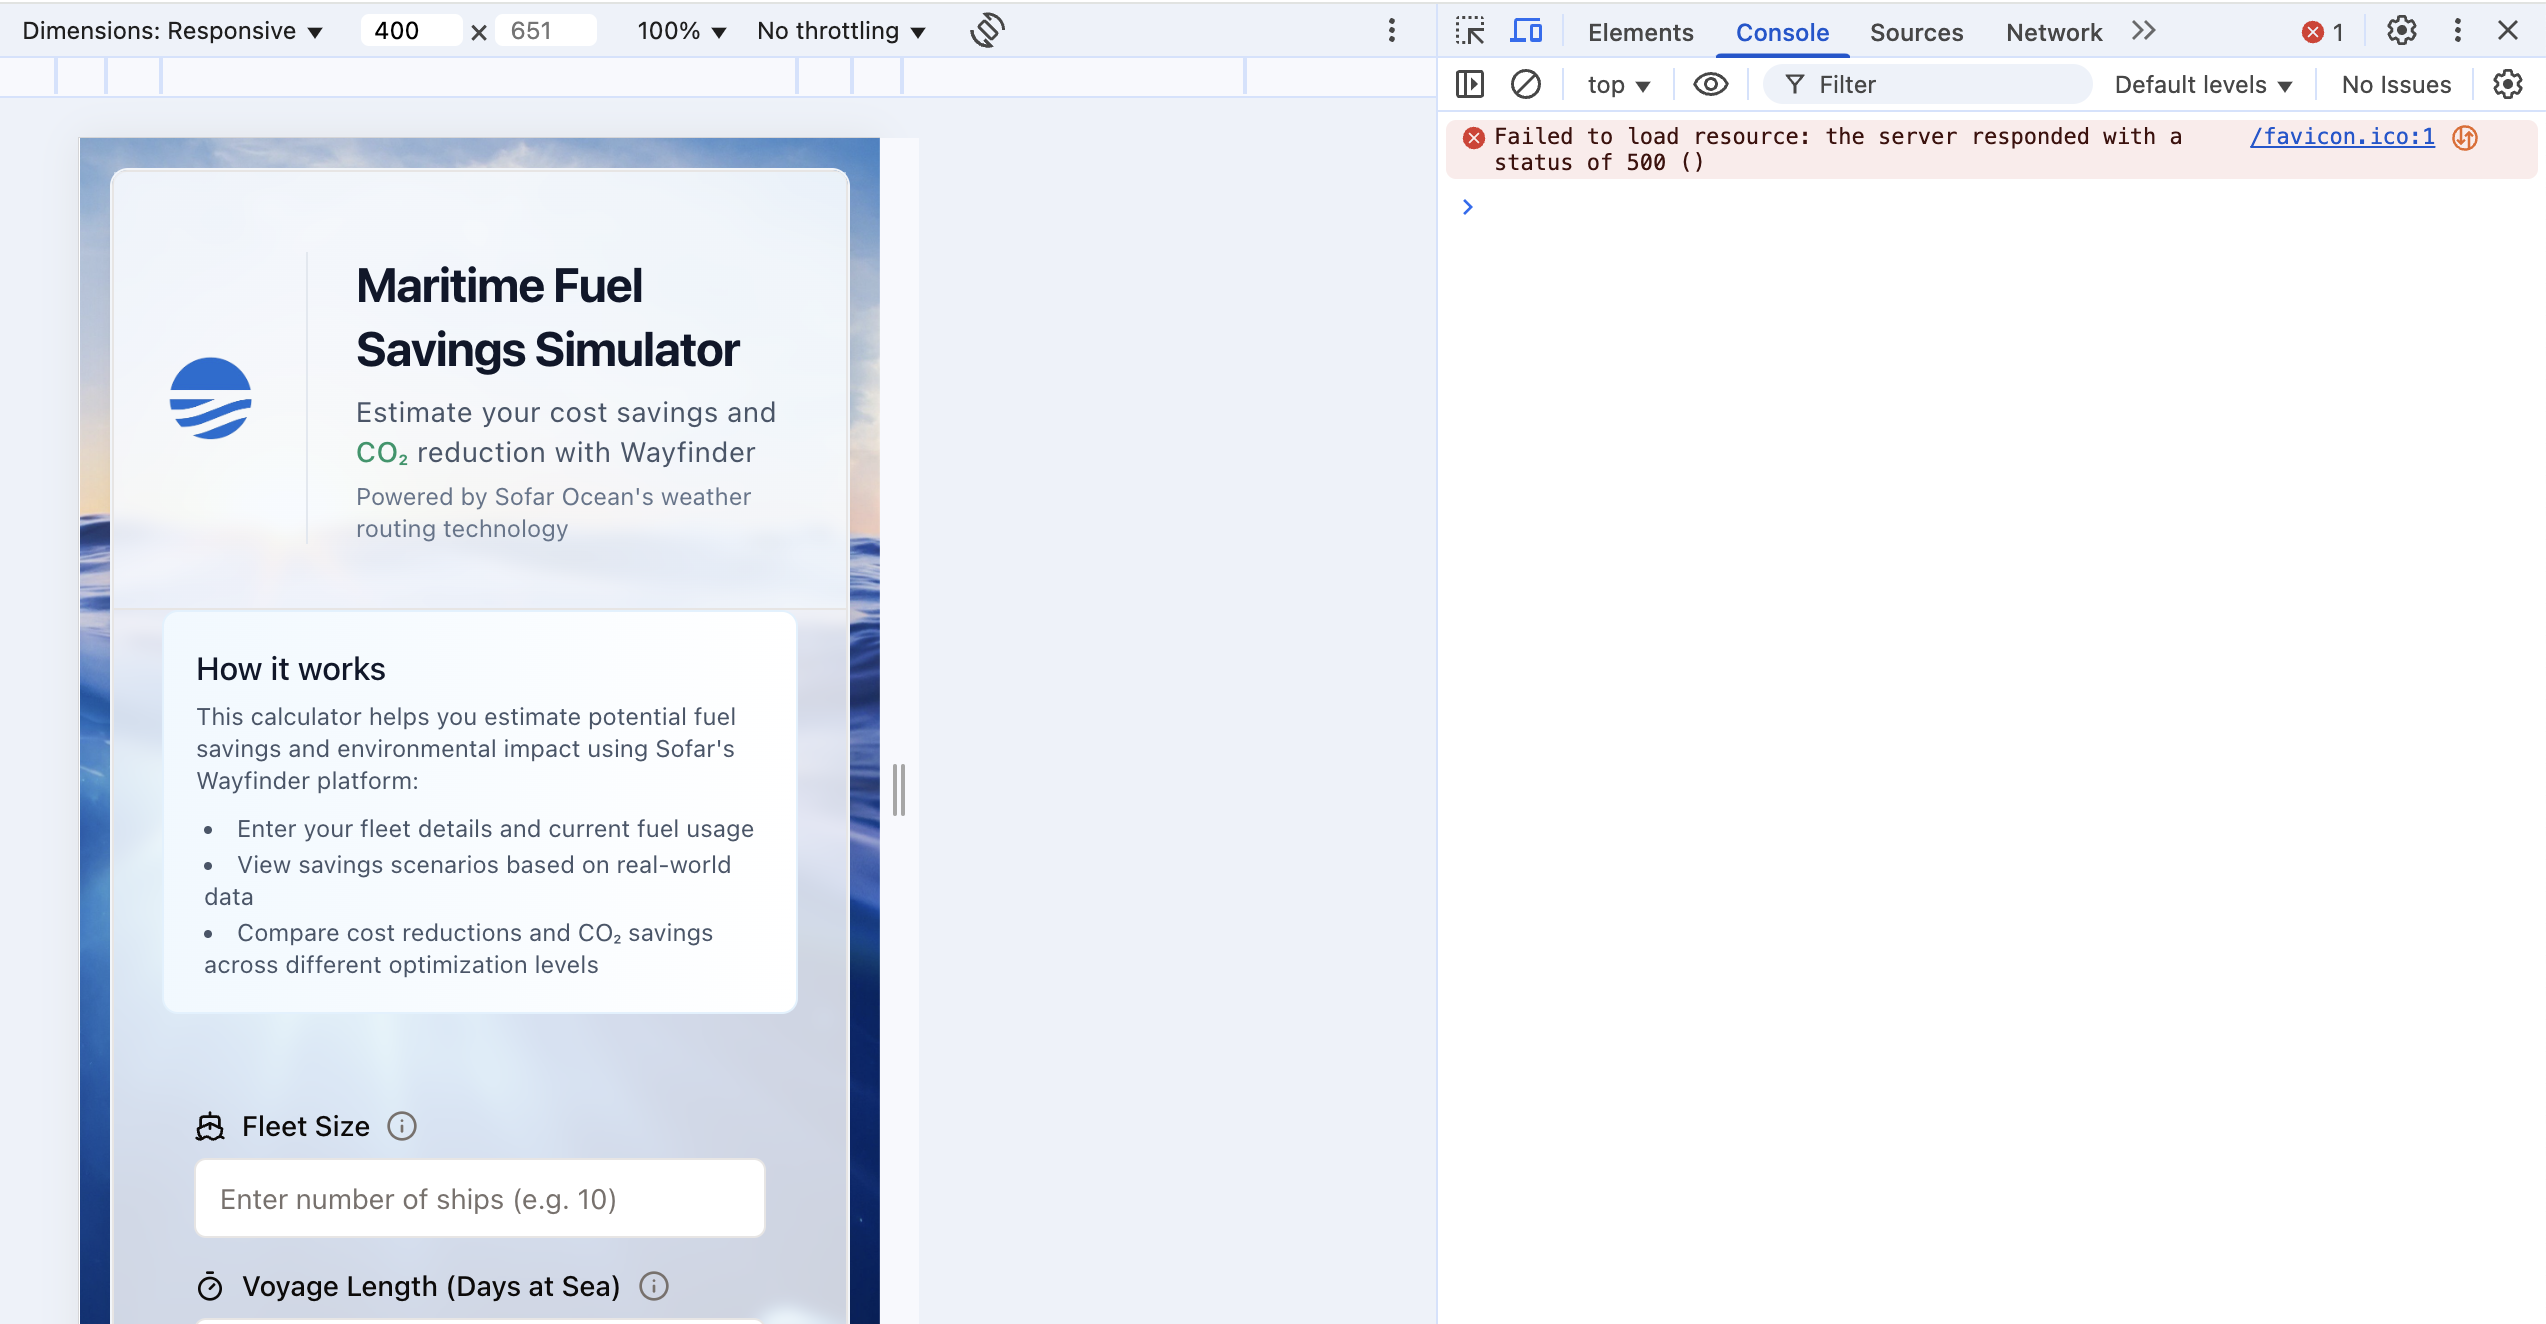 Dimensions: Responsive ▼ 400 × 651 100% ▼ No throttling ▼
Elements Console Sources Network 1
top ▼ Filter Default levels ▼ No Issues
Failed to load resource: the server responded with a /favicon.ico:1
status of 500 ()
Maritime Fuel
Savings Simulator
Estimate your cost savings and
CO₂ reduction with Wayfinder
Powered by Sofar Ocean's weather
routing technology
How it works
This calculator helps you estimate potential fuel
savings and environmental impact using Sofar's
Wayfinder platform:
• Enter your fleet details and current fuel usage
• View savings scenarios based on real-world
data
• Compare cost reductions and CO₂ savings
across different optimization levels
Fleet Size
Enter number of ships (e.g. 10)
Voyage Length (Days at Sea)